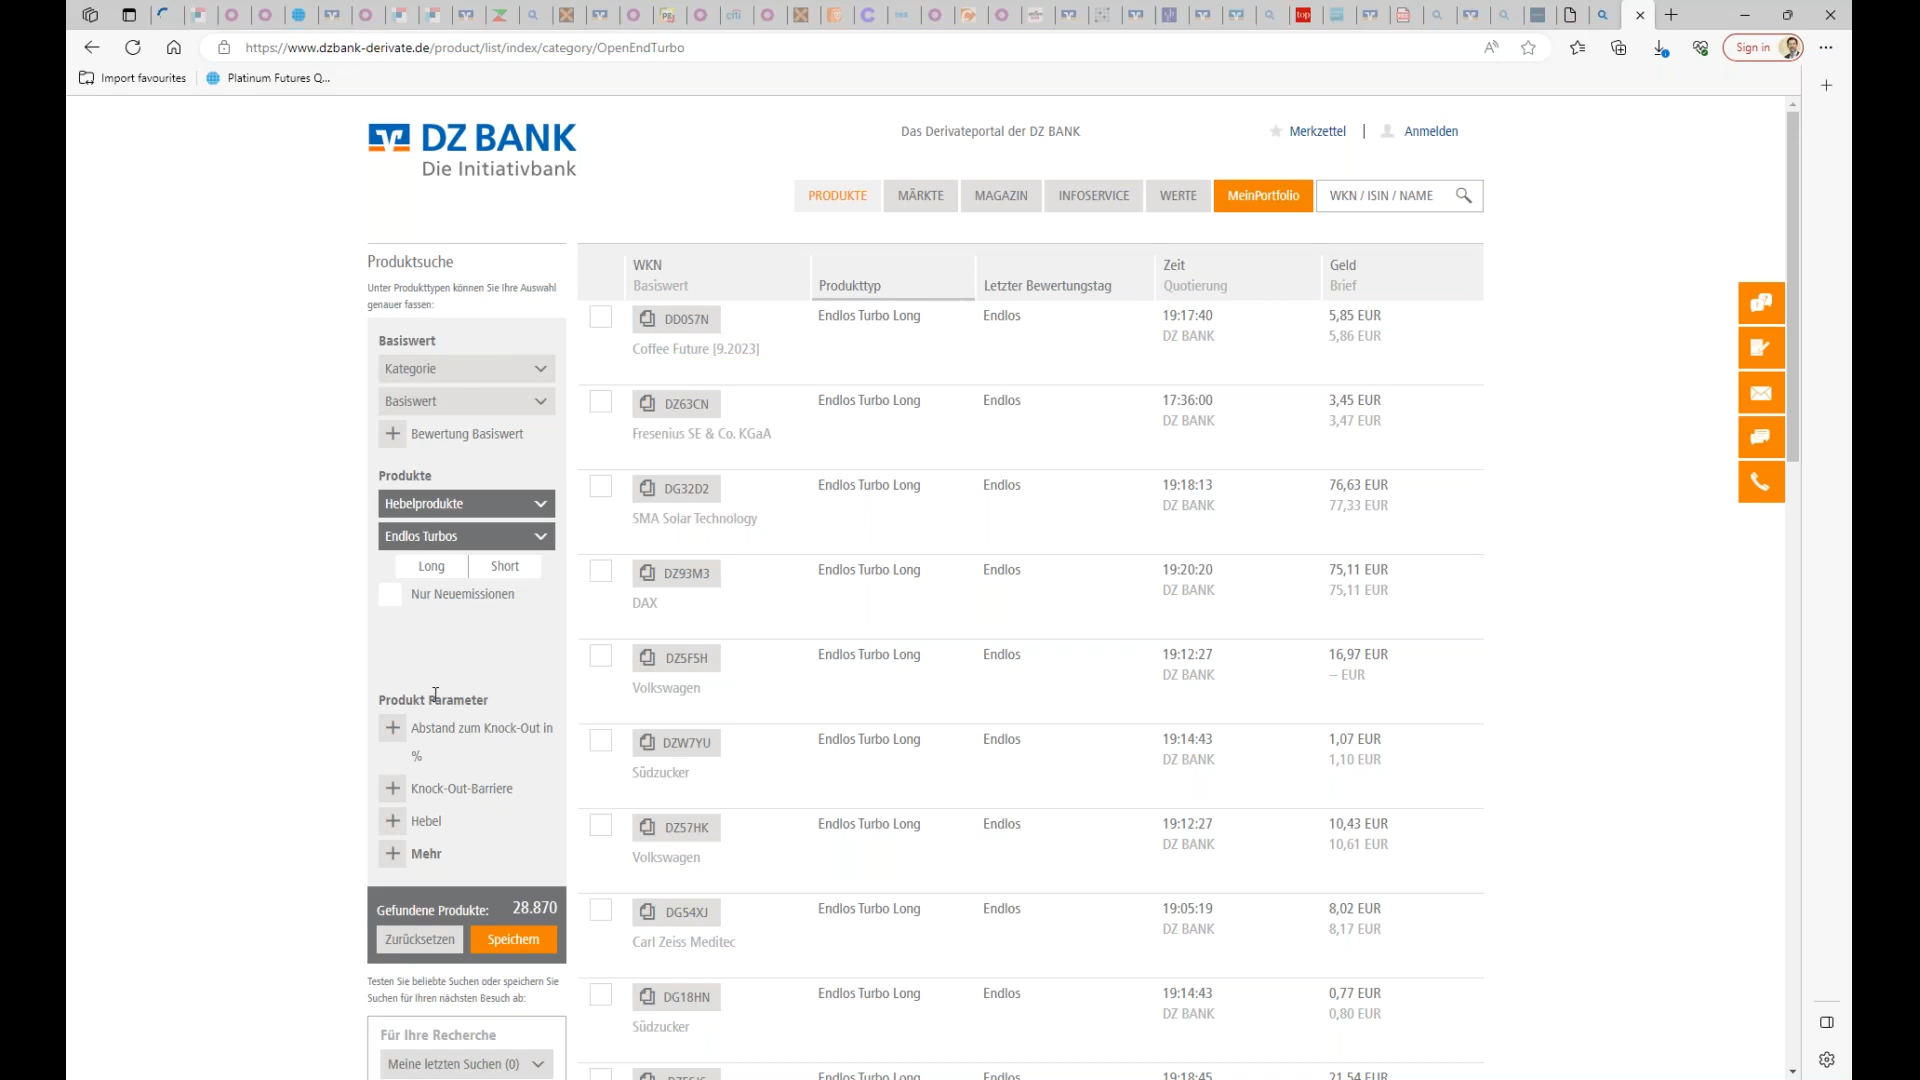 https://www.dzbank-derivate.de/product/list/index/category/OpenEndTurbo
Sign in
Import favourites
Platinum Futures Q...
DZ BANK
Die Initiativbank
Das Derivateportal der DZ BANK
Merkzettel | Anmelden
PRODUKTE
MÄRKTE
MAGAZIN
INFOSERVICE
WERTE
MeinPortfolio
WKN / ISIN / NAME
Produktsuche
Unter Produkttypen können Sie Ihre Auswahl
genauer fassen:
Basiswert
Kategorie
Basiswert
Bewertung Basiswert
Produkte
Hebelprodukte
Endlos Turbos
Long
Short
Nur Neuemissionen
Produkt Parameter
Abstand zum Knock-Out in
%
Knock-Out-Barriere
Hebel
Mehr
Gefundene Produkte: 28.870
Zurücksetzen
Speichern
Testen Sie beliebte Suchen oder speichern Sie
Suchen für Ihren nächsten Besuch ab:
Für Ihre Recherche
Meine letzten Suchen (0)
WKN
Basiswert
Produkttyp
Letzter Bewertungstag
Zeit
Quotierung
Geld
Brief
DD0S7N Endlos Turbo Long Endlos 19:17:40 5,85 EUR
DZ BANK 5,86 EUR
Coffee Future [9.2023]
DZ63CN Endlos Turbo Long Endlos 17:36:00 3,45 EUR
DZ BANK 3,47 EUR
Fresenius SE & Co. KGaA
DG32D2 Endlos Turbo Long Endlos 19:18:13 76,63 EUR
DZ BANK 77,33 EUR
SMA Solar Technology
DZ93M3 Endlos Turbo Long Endlos 19:20:20 75,11 EUR
DZ BANK 75,11 EUR
DAX
DZ5F5H Endlos Turbo Long Endlos 19:12:27 16,97 EUR
DZ BANK -- EUR
Volkswagen
DZW7YU Endlos Turbo Long Endlos 19:14:43 1,07 EUR
DZ BANK 1,10 EUR
Südzucker
DZ57HK Endlos Turbo Long Endlos 19:12:27 10,43 EUR
DZ BANK 10,61 EUR
Volkswagen
DG54XJ Endlos Turbo Long Endlos 19:05:19 8,02 EUR
DZ BANK 8,17 EUR
Carl Zeiss Meditec
DG18HN Endlos Turbo Long Endlos 19:14:43 0,77 EUR
DZ BANK 0,80 EUR
Südzucker
Endlos Turbo Long Endlos 19:18:45 21,54 EUR